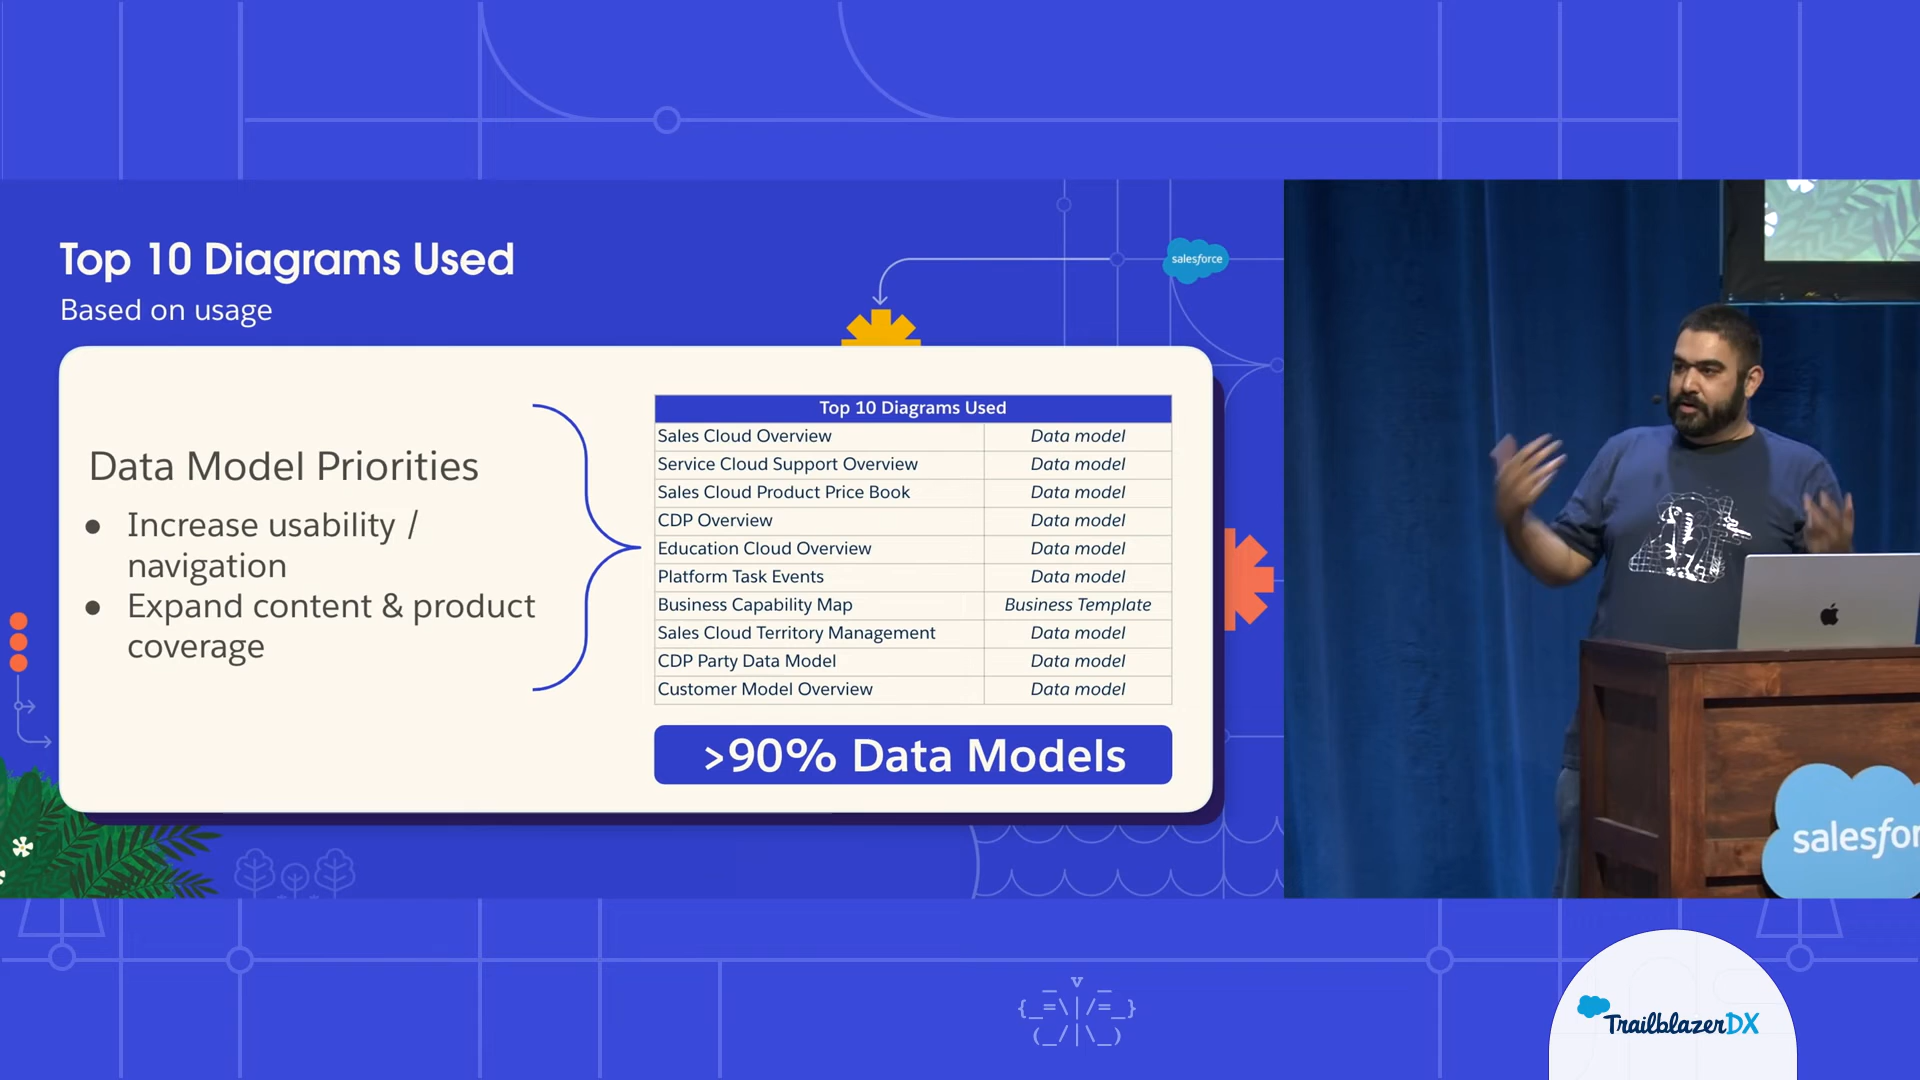 Top 10 Diagrams Used
Based on usage
salesforce
Data Model Priorities
● Increase usability /
navigation
● Expand content & product
coverage
Top 10 Diagrams Used
Sales Cloud Overview Data model
Service Cloud Support Overview Data model
Sales Cloud Product Price Book Data model
CDP Overview Data model
Education Cloud Overview Data model
Platform Task Events Data model
Business Capability Map Business Template
Sales Cloud Territory Management Data model
CDP Party Data Model Data model
Customer Model Overview Data model
>90% Data Models
salesfor
TrailblazerDX